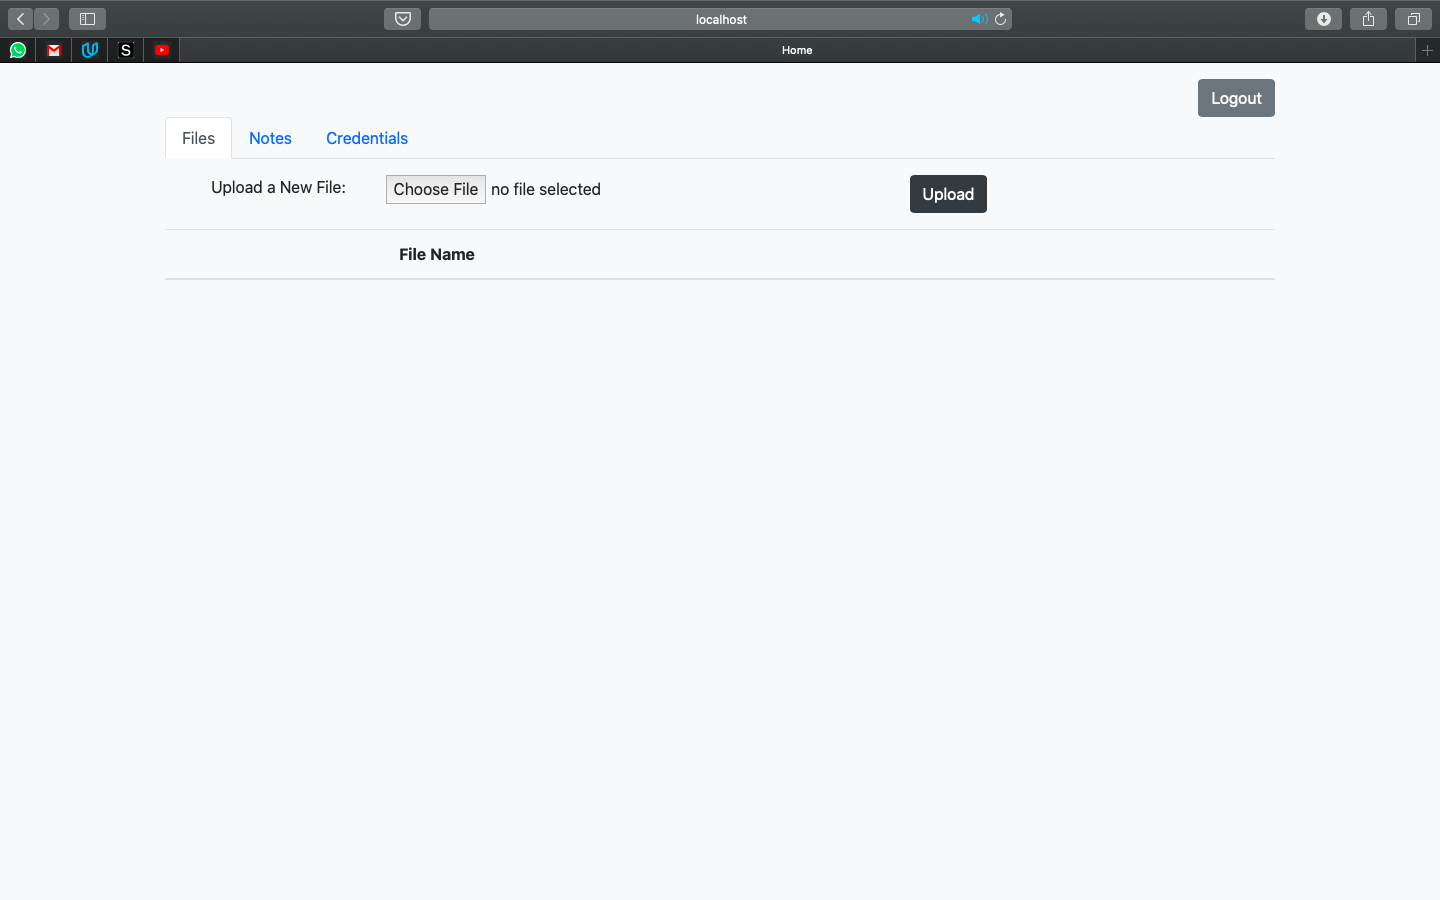 localhost
S
Home
Logout
Files Notes Credentials
Upload a New File: Choose File no file selected Upload
File Name